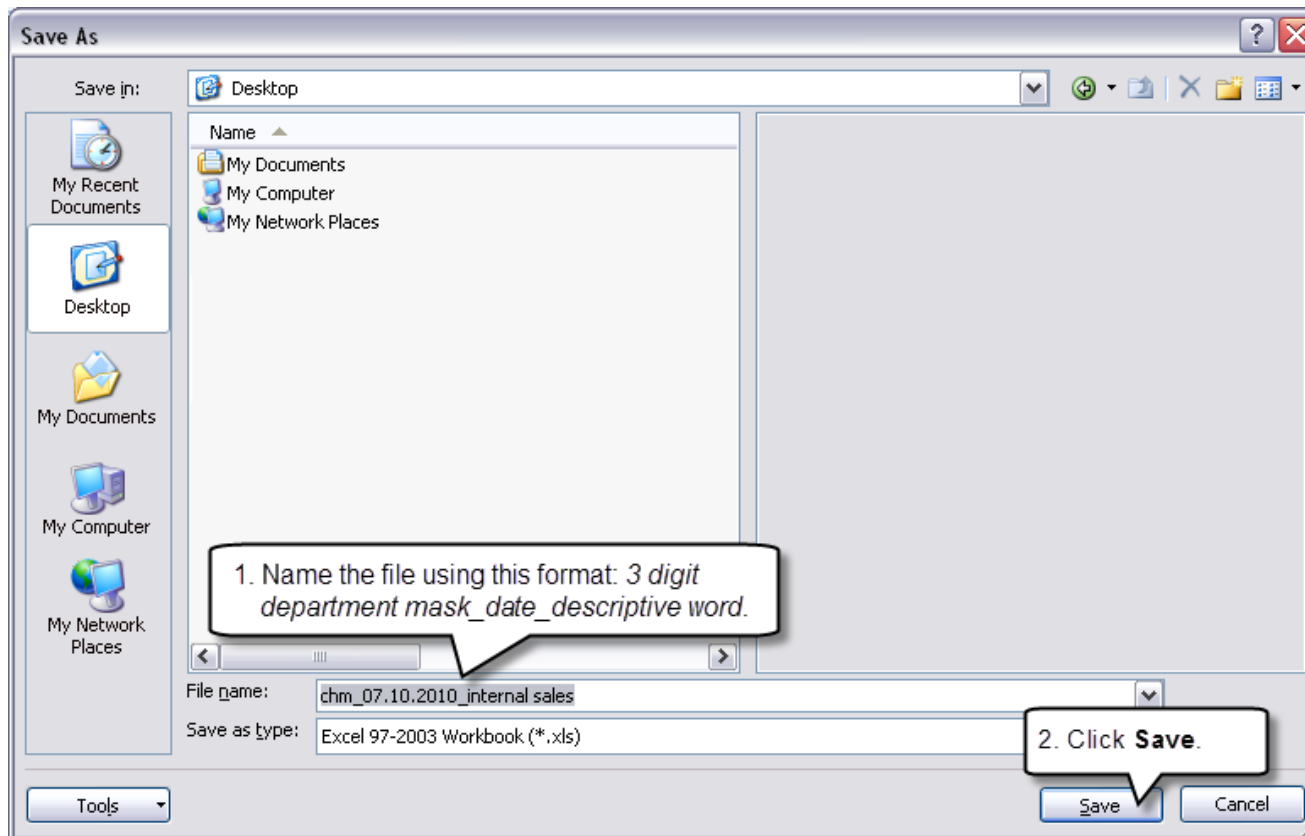 Save As
Save in:
Desktop
Name
My Documents
My Computer
My Network Places
My Recent
Documents
Desktop
My Documents
My Computer
My Network
Places
1. Name the file using this format: 3 digit
department mask_date_descriptive word.
File name:
chm_07.10.2010_internal sales
Save as type:
Excel 97-2003 Workbook (*.xls)
2. Click Save.
Tools
Save
Cancel